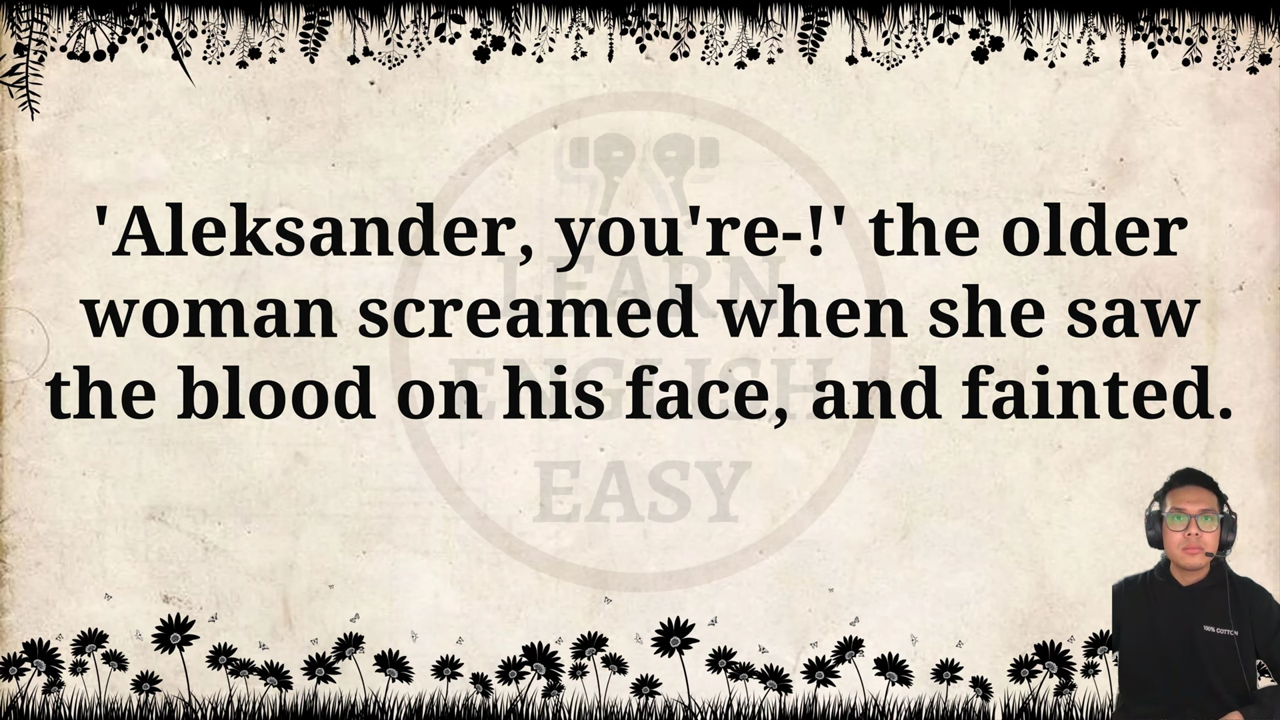 'Aleksander, you're-!' the older
woman screamed when she saw
the blood on his face, and fainted.
LEARN
ENGLISH
EASY
100% COTTON